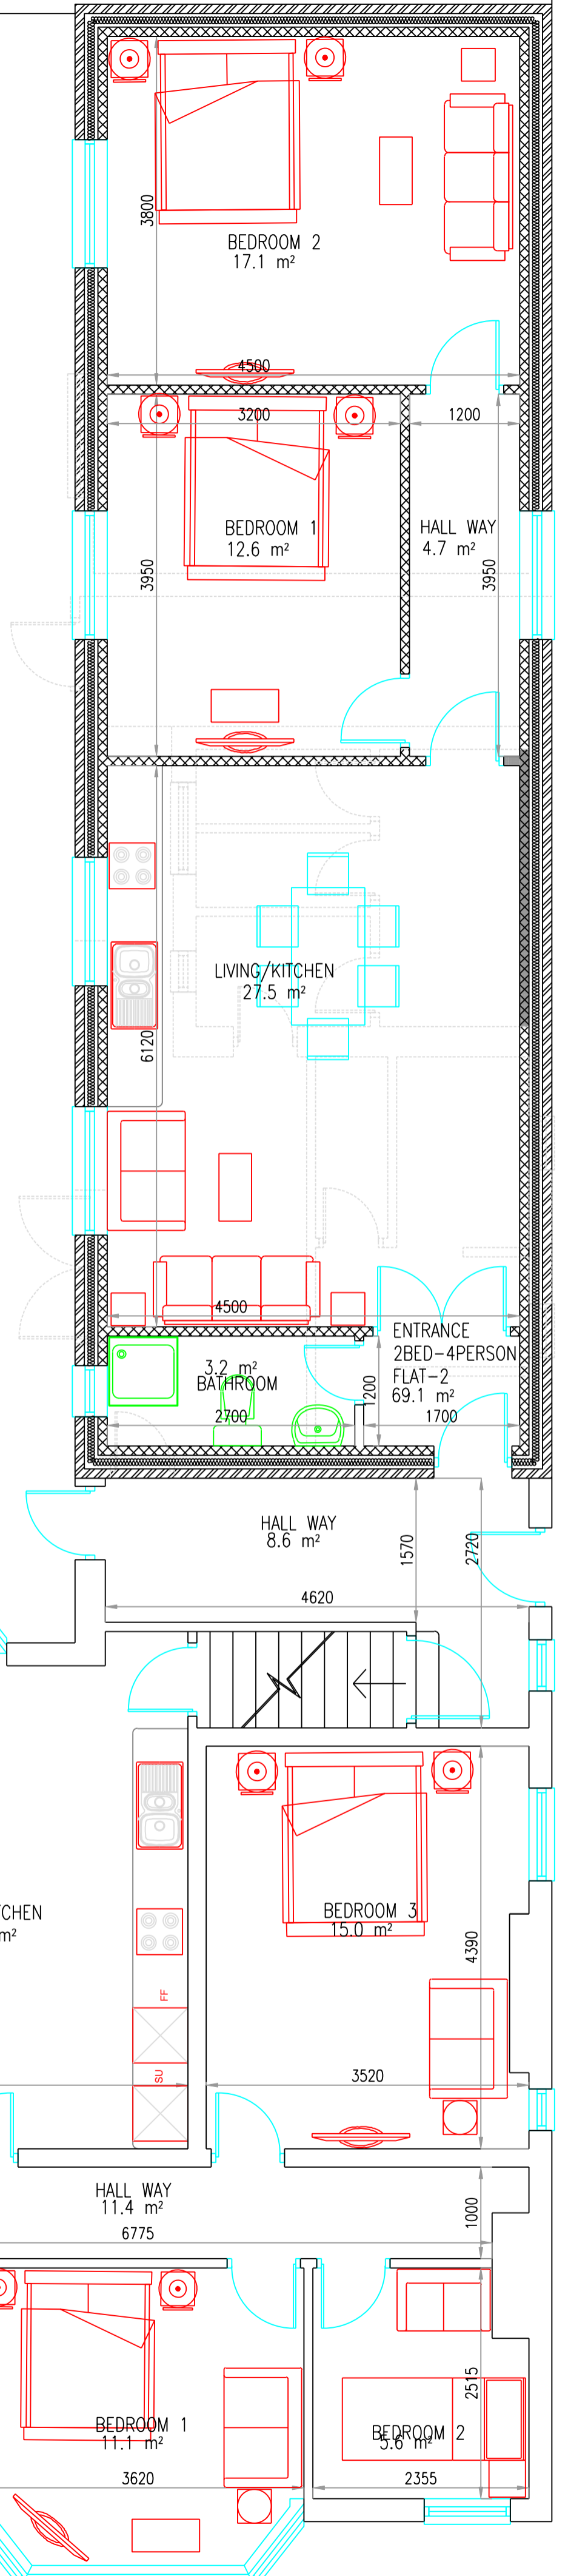 3800
BEDROOM 2
17.1 m²
4500
3200
1200
BEDROOM 1
12.6 m²
HALL WAY
4.7 m²
3950
3950
LIVING/KITCHEN
27.5 m²
6120
4500
ENTRANCE
2BED-4PERSON
FLAT-2
69.1 m²
3.2 m²
BATHROOM
1200
2700
1700
HALL WAY
8.6 m²
1570
2720
4620
BEDROOM 3
15.0 m²
TCHEN
m²
4390
FF
SU
3520
HALL WAY
11.4 m²
1000
6775
2515
BEDROOM 1
11.1 m²
BEDROOM 2
5.6 m²
3620
2355